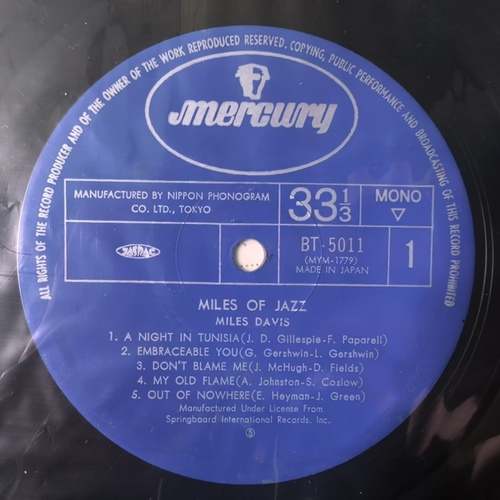 ALL RIGHTS OF THE RECORD PRODUCER AND OF THE OWNER OF THE WORK REPRODUCED RESERVED. COPYING, PUBLIC PERFORMANCE AND BROADCASTING OF THIS RECORD PROHIBITED
mercury
MANUFACTURED BY NIPPON PHONOGRAM
CO. LTD., TOKYO
33 1/3
MONO
▽
JASRAC
BT-5011
(MYM-1779)
MADE IN JAPAN
1
MILES OF JAZZ
MILES DAVIS
1. A NIGHT IN TUNISIA(J. D. Gillespie-F. Paparell)
2. EMBRACEABLE YOU(G. Gershwin-L. Gershwin)
3. DON'T BLAME ME(J. McHugh-D. Fields)
4. MY OLD FLAME(A. Johnston-S. Coslow)
5. OUT OF NOWHERE(E. Heyman-J. Green)
Manufactured Under License From
Springboard International Records, Inc.